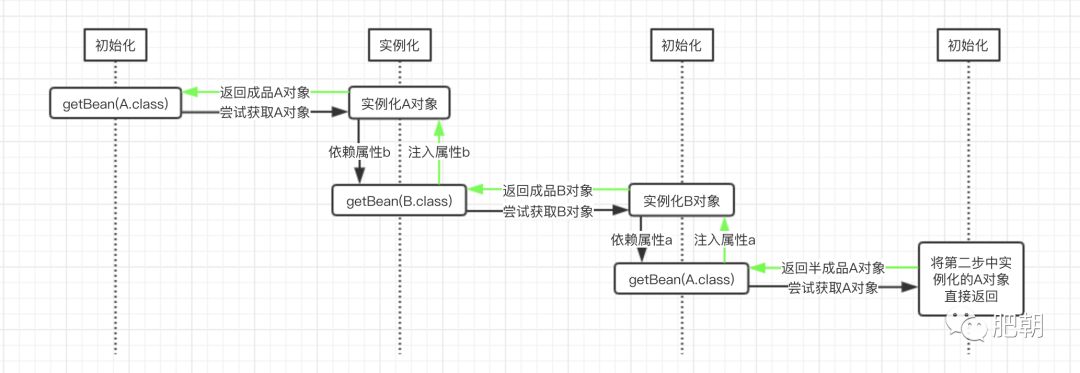 初始化
实例化
初始化
初始化
getBean(A.class)
返回成品A对象
尝试获取A对象
实例化A对象
依赖属性b
注入属性b
getBean(B.class)
返回成品B对象
尝试获取B对象
实例化B对象
依赖属性a
注入属性a
getBean(A.class)
返回半成品A对象
尝试获取A对象
将第二步中实
例化的A对象
直接返回
肥朝